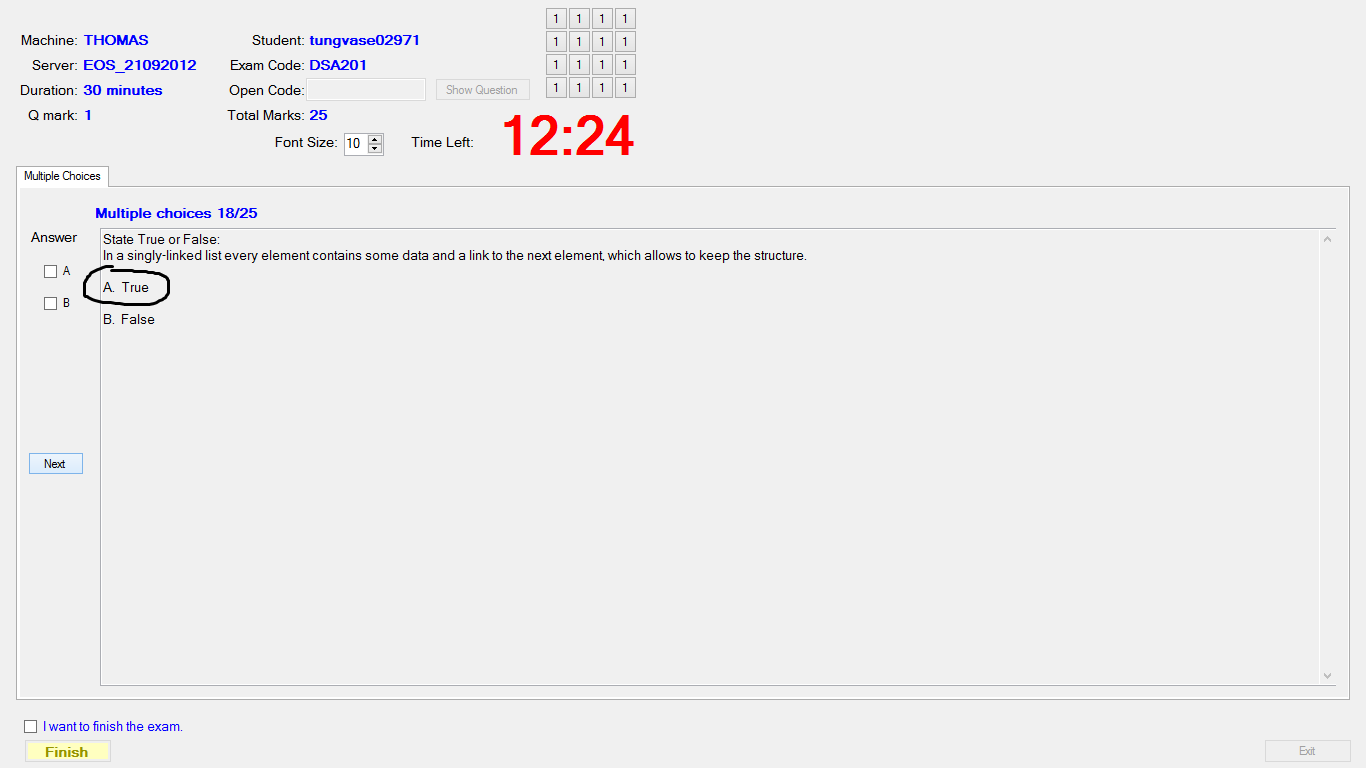 1 1 1 1
Machine: THOMAS Student: tungvase02971 1 1 1 1
Server: EOS_21092012 Exam Code: DSA201 1 1 1 1
Duration: 30 minutes Open Code: Show Question 1 1 1 1
Q mark: 1 Total Marks: 25
Font Size: 10 Time Left: 12:24
Multiple Choices
Multiple choices 18/25
Answer
State True or False:
In a singly-linked list every element contains some data and a link to the next element, which allows to keep the structure.
A
A. True
B
B. False
Next
I want to finish the exam.
Finish
Exit